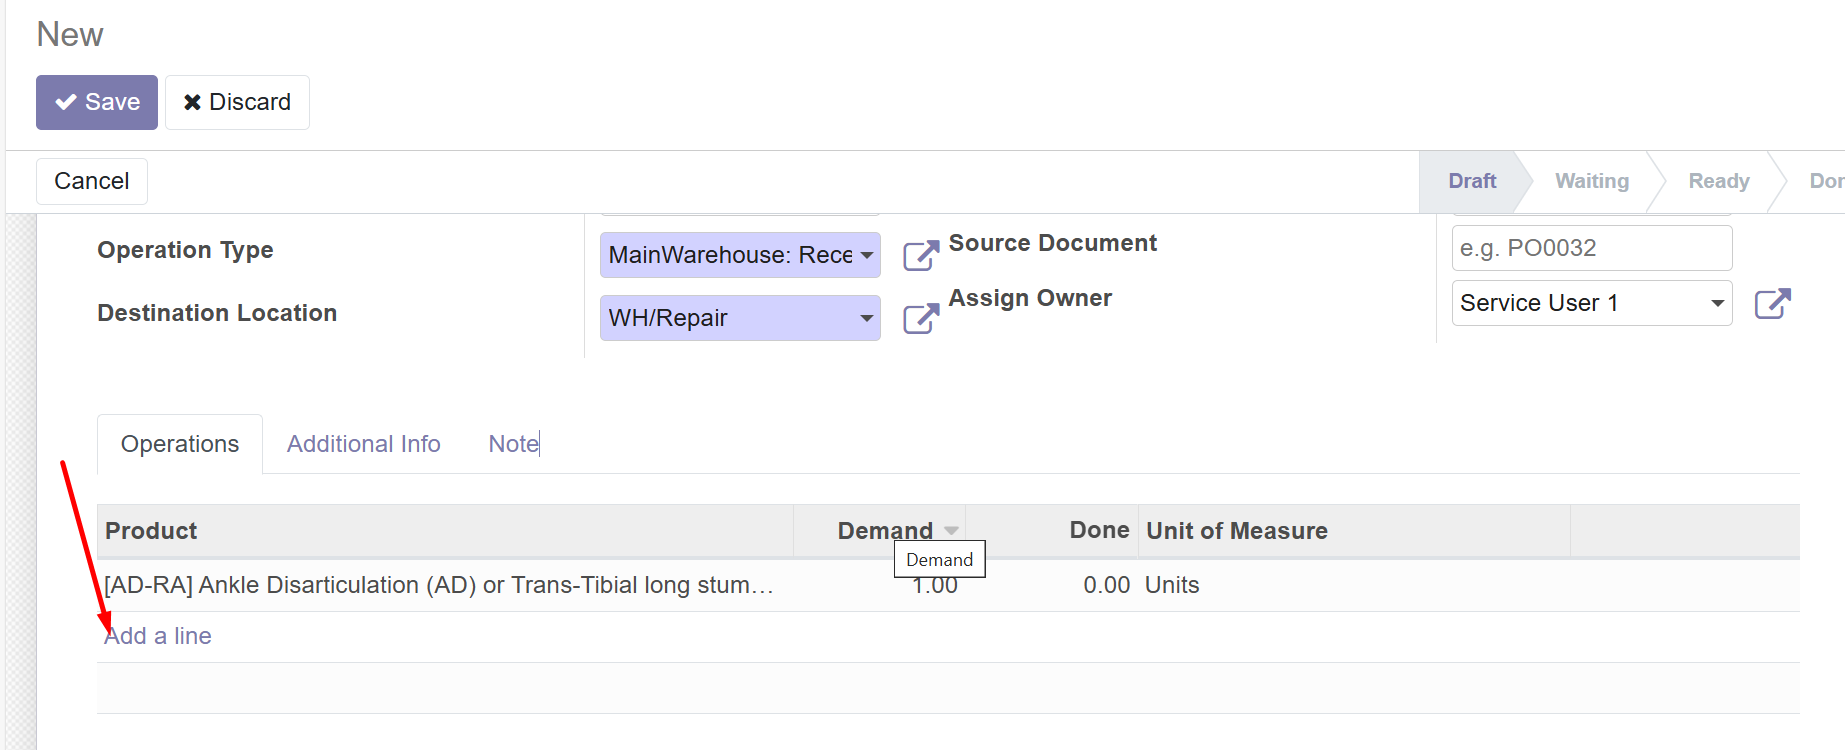 New
Save
Discard
Cancel
Draft
Waiting
Ready
Operation Type
MainWarehouse: Rece
Source Document
e.g. PO0032
Destination Location
WH/Repair
Assign Owner
Service User 1
Operations
Additional Info
Note
Product
Demand
Done
Unit of Measure
Demand
[AD-RA] Ankle Disarticulation (AD) or Trans-Tibial long stum…
1.00
0.00
Units
Add a line